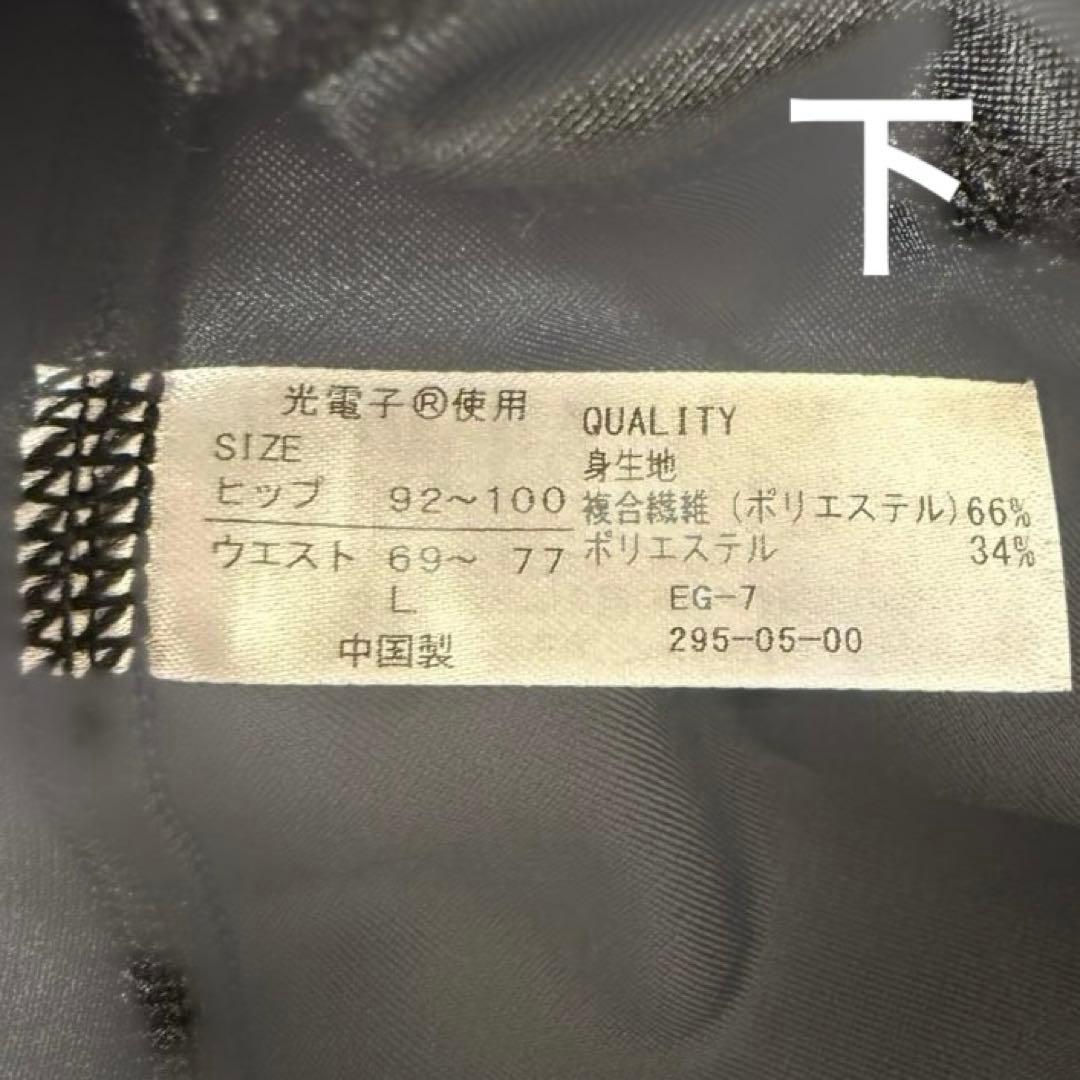 下
光電子®使用
SIZE
ヒップ 92~100
ウエスト 69~ 77
L
中国製
QUALITY
身生地
複合繊維(ポリエステル)66%
ポリエステル 34%
EG-7
295-05-00